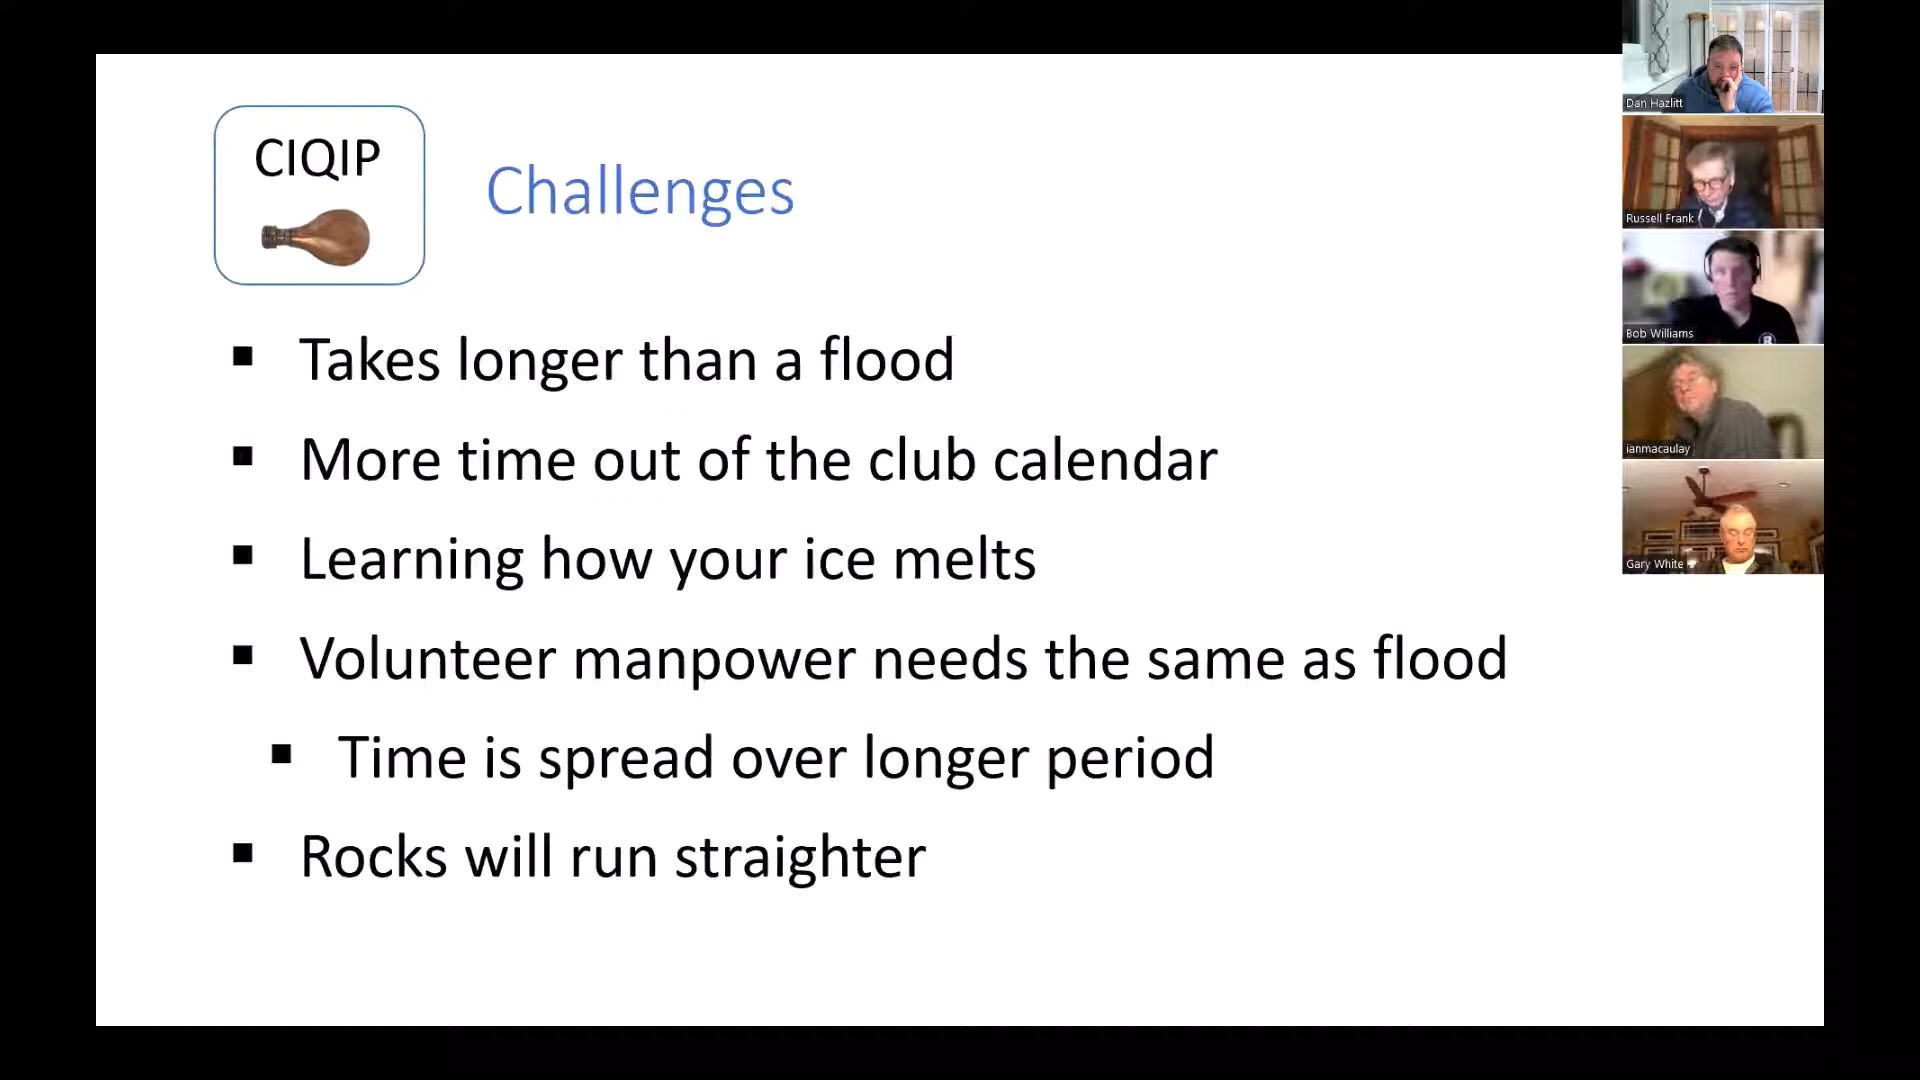 CIQIP
Challenges
Takes longer than a flood
More time out of the club calendar
Learning how your ice melts
Volunteer manpower needs the same as flood
Time is spread over longer period
Rocks will run straighter
Dan Hazlitt
Russell Frank
Bob Williams
ianmacaulay
Gary White